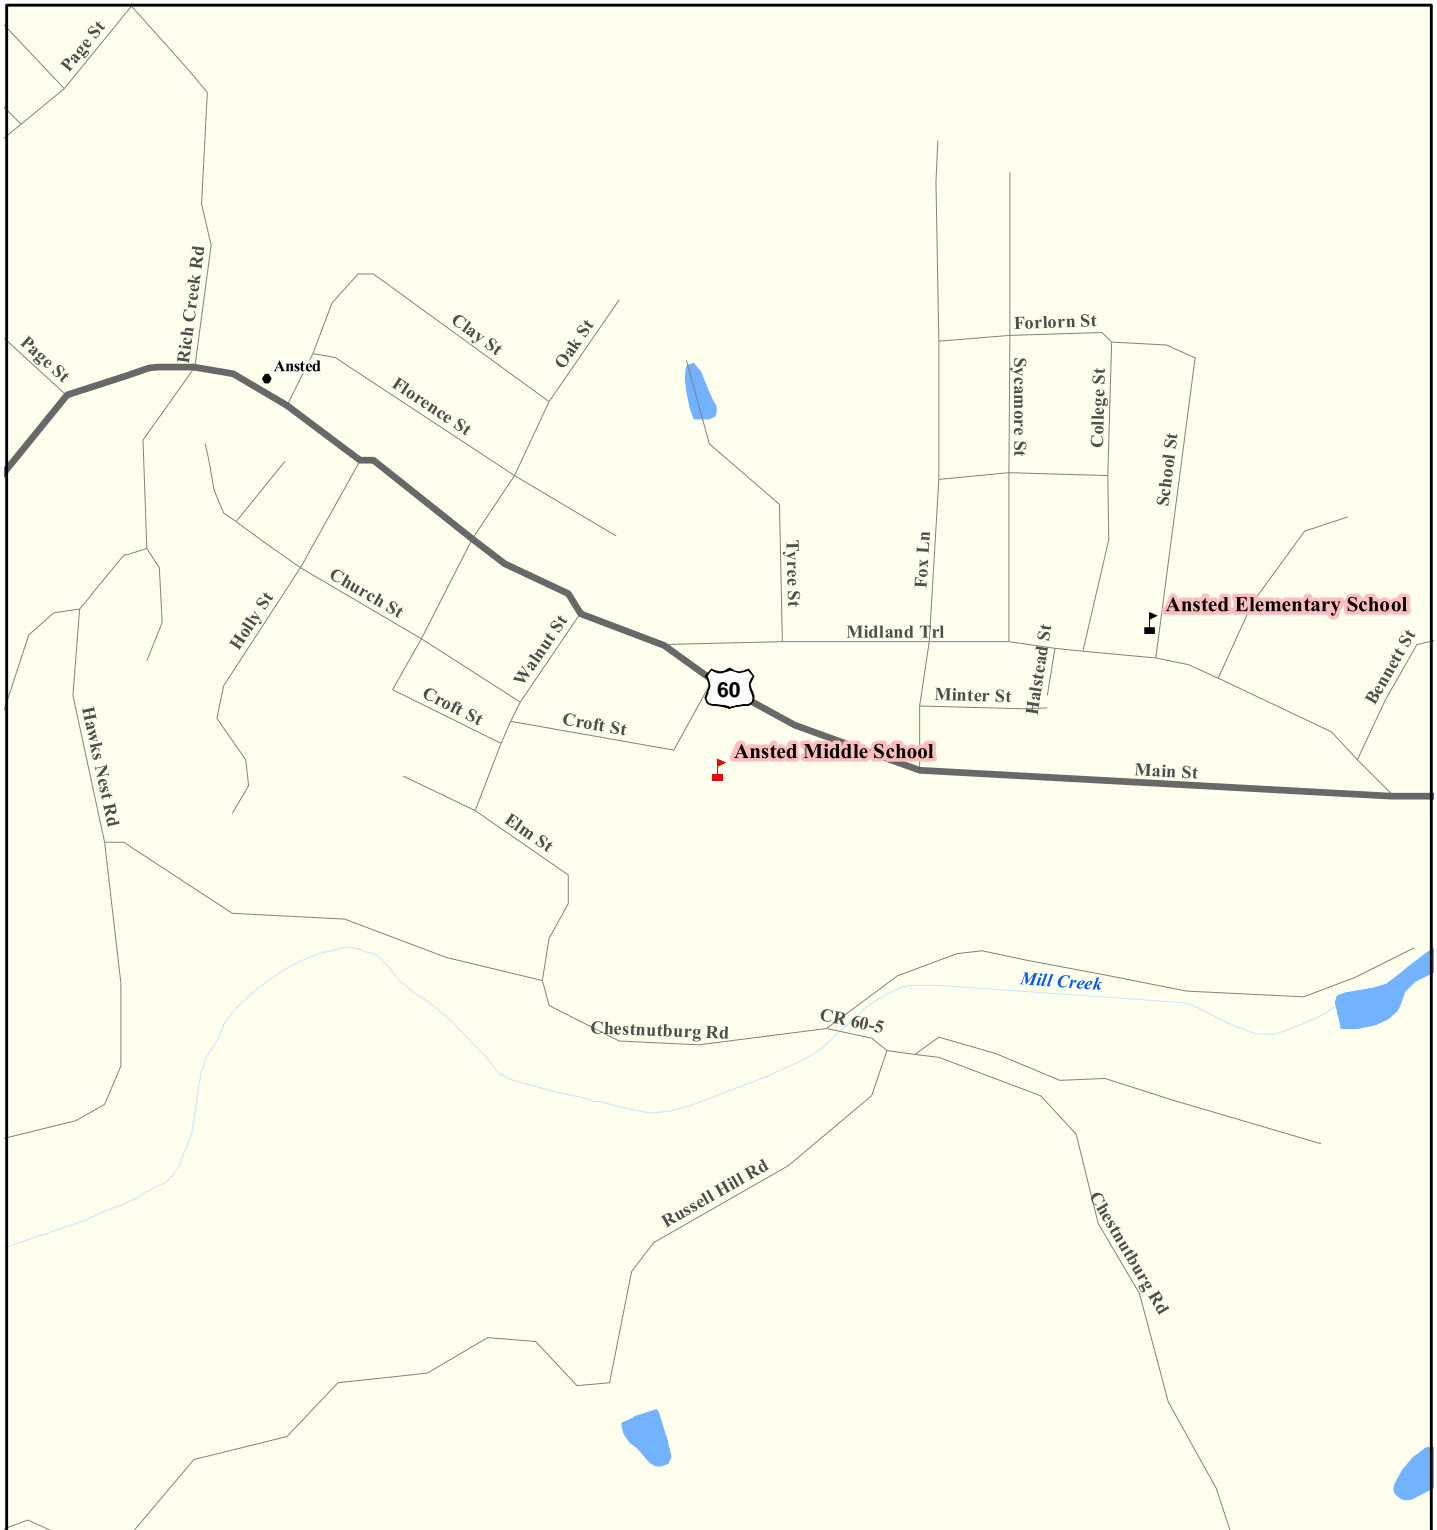 Page St
Rich Creek Rd
Page St
Ansted
Clay St
Oak St
Florence St
Forlorn St
Sycamore St
College St
School St
Fox Ln
Tyree St
Church St
Holly St
Walnut St
Ansted Elementary School
Midland Trl
Halstead St
Bennett St
60
Minter St
Croft St
Croft St
Hawks Nest Rd
Ansted Middle School
Main St
Elm St
Mill Creek
CR 60-5
Chestnutburg Rd
Russell Hill Rd
Chestnutburg Rd